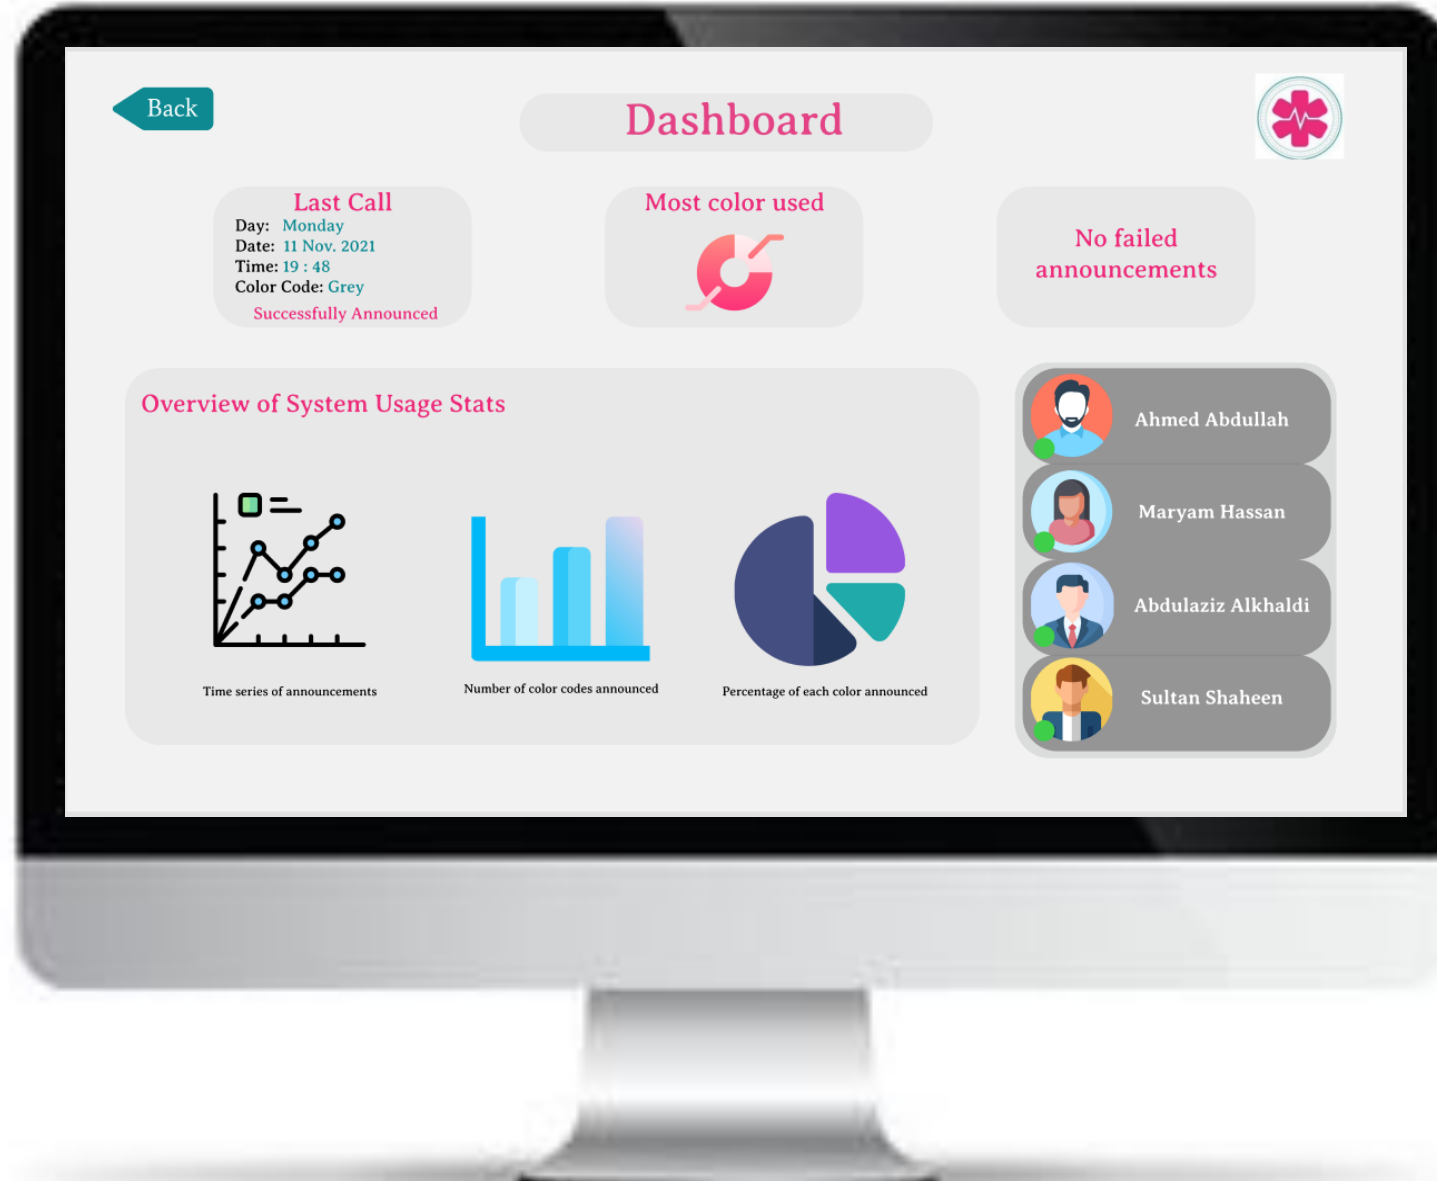 Back
Dashboard
Last Call
Day: Monday
Date: 11 Nov. 2021
Time: 19 : 48
Color Code: Grey
Successfully Announced
Most color used
No failed
announcements
Overview of System Usage Stats
Time series of announcements
Number of color codes announced
Percentage of each color announced
Ahmed Abdullah
Maryam Hassan
Abdulaziz Alkhaldi
Sultan Shaheen